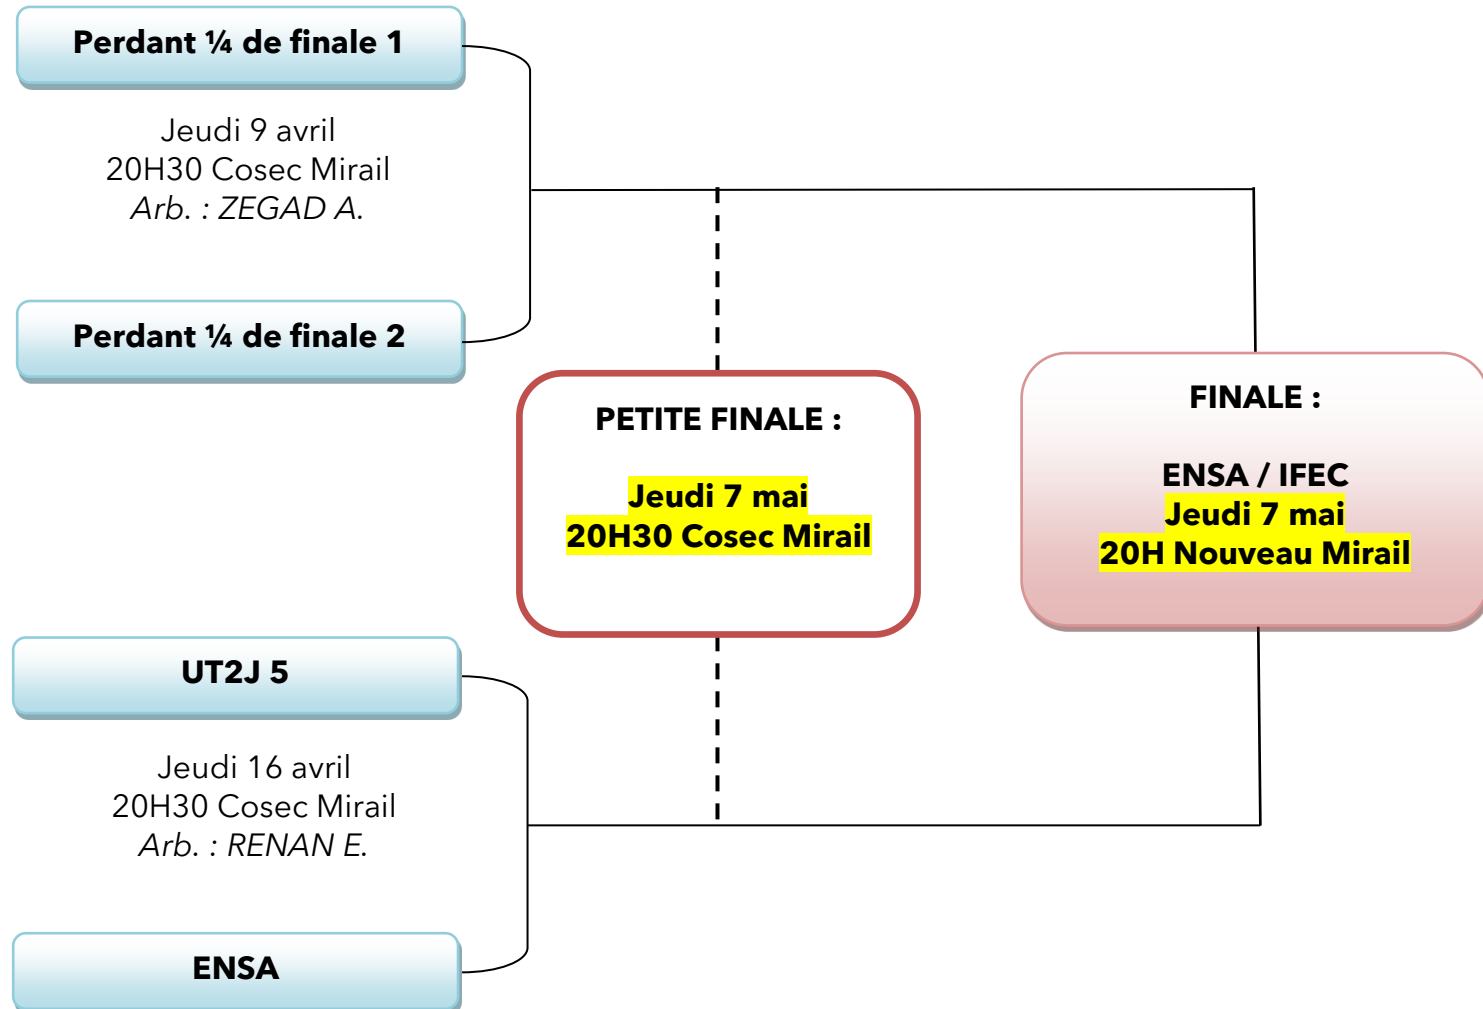 Perdant ¼ de finale 1
Jeudi 9 avril
20H30 Cosec Mirail
Arb. : ZEGAD A.
Perdant ¼ de finale 2
PETITE FINALE :
Jeudi 7 mai
20H30 Cosec Mirail
FINALE :
ENSA / IFEC
Jeudi 7 mai
20H Nouveau Mirail
UT2J 5
Jeudi 16 avril
20H30 Cosec Mirail
Arb. : RENAN E.
ENSA